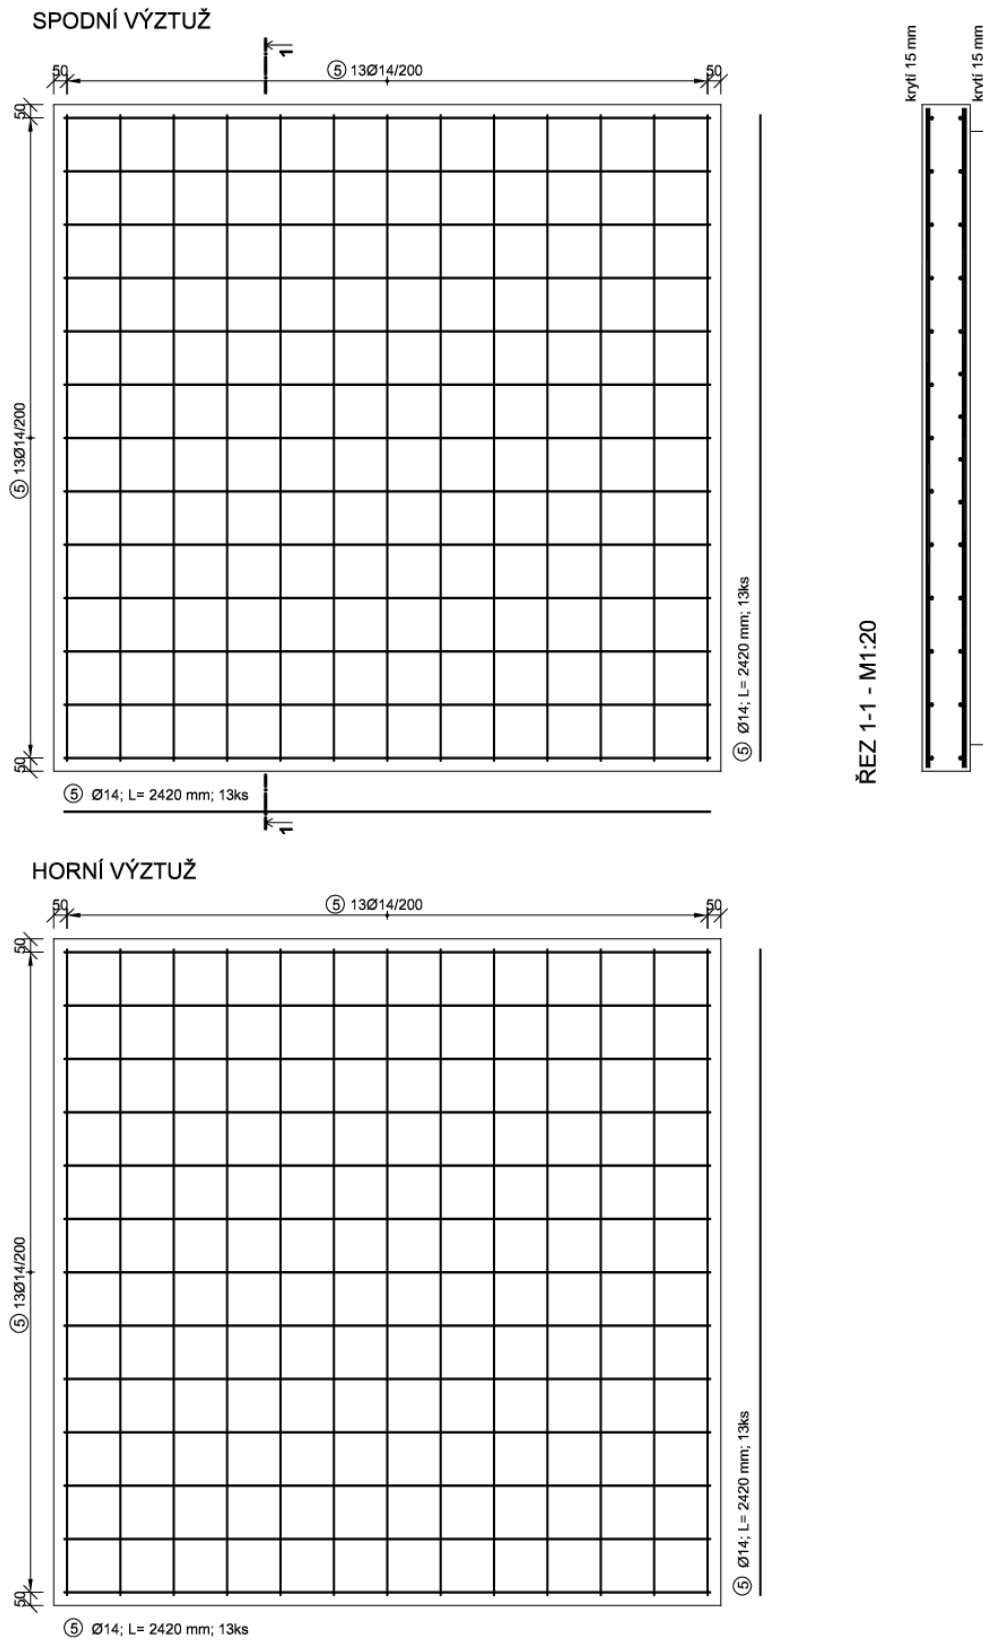 SPODNÍ VÝZTUŽ
1
50
5 13Ø14/200
50
50
5 13Ø14/200
50
5 Ø14; L= 2420 mm; 13ks
5 Ø14; L= 2420 mm; 13ks
1
krytí 15 mm
krytí 15 mm
ŘEZ 1-1 - M1:20
HORNÍ VÝZTUŽ
50
5 13Ø14/200
50
50
5 13Ø14/200
50
5 Ø14; L= 2420 mm; 13ks
5 Ø14; L= 2420 mm; 13ks